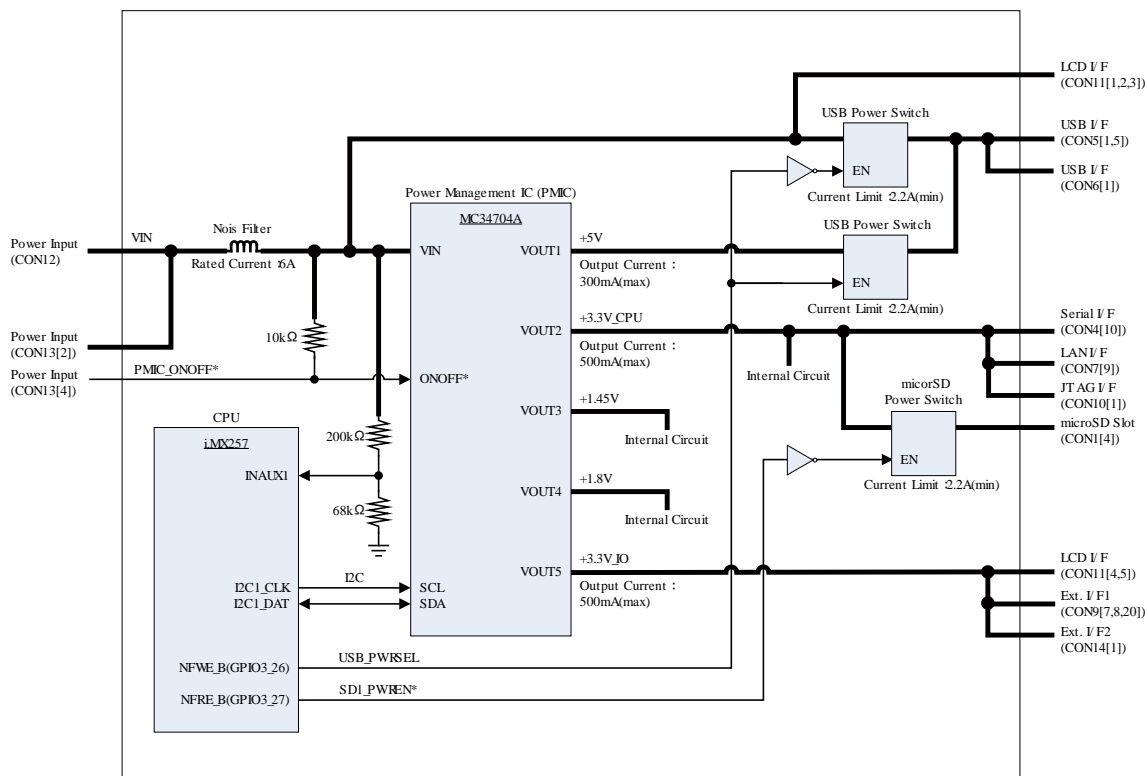 LCD I/F
(CON11[1,2,3])
USB Power Switch
USB I/F
(CON5[1,5])
EN
USB I/F
(CON6[1])
Current Limit :2.2A(min)
Power Management IC (PMIC)
MC34704A
Nois Filter
USB Power Switch
Power Input
(CON12)
VIN
Rated Current :6A
VIN
VOUT1
+5V
Output Current :
300mA(max)
EN
Current Limit :2.2A(min)
Power Input
(CON13[2])
10kΩ
VOUT2
+3.3V_CPU
Output Current :
500mA(max)
Serial I/F
(CON4[10])
LAN I/F
(CON7[9])
Internal Circuit
Power Input
(CON13[4])
PMIC_ONOFF*
ONOFF*
JTAG I/F
(CON10[1])
micorSD
Power Switch
VOUT3
+1.45V
Internal Circuit
microSD Slot
(CON1[4])
CPU
i.MX257
200kΩ
INAUX1
EN
Current Limit :2.2A(min)
68kΩ
VOUT4
+1.8V
Internal Circuit
VOUT5
+3.3V_IO
Output Current :
500mA(max)
LCD I/F
(CON11[4,5])
I2C1_CLK
I2C
SCL
I2C1_DAT
SDA
Ext. I/F1
(CON9[7,8,20])
Ext. I/F2
(CON14[1])
NFWE_B(GPIO3_26)
USB_PWRSEL
NFRE_B(GPIO3_27)
SD1_PWREN*